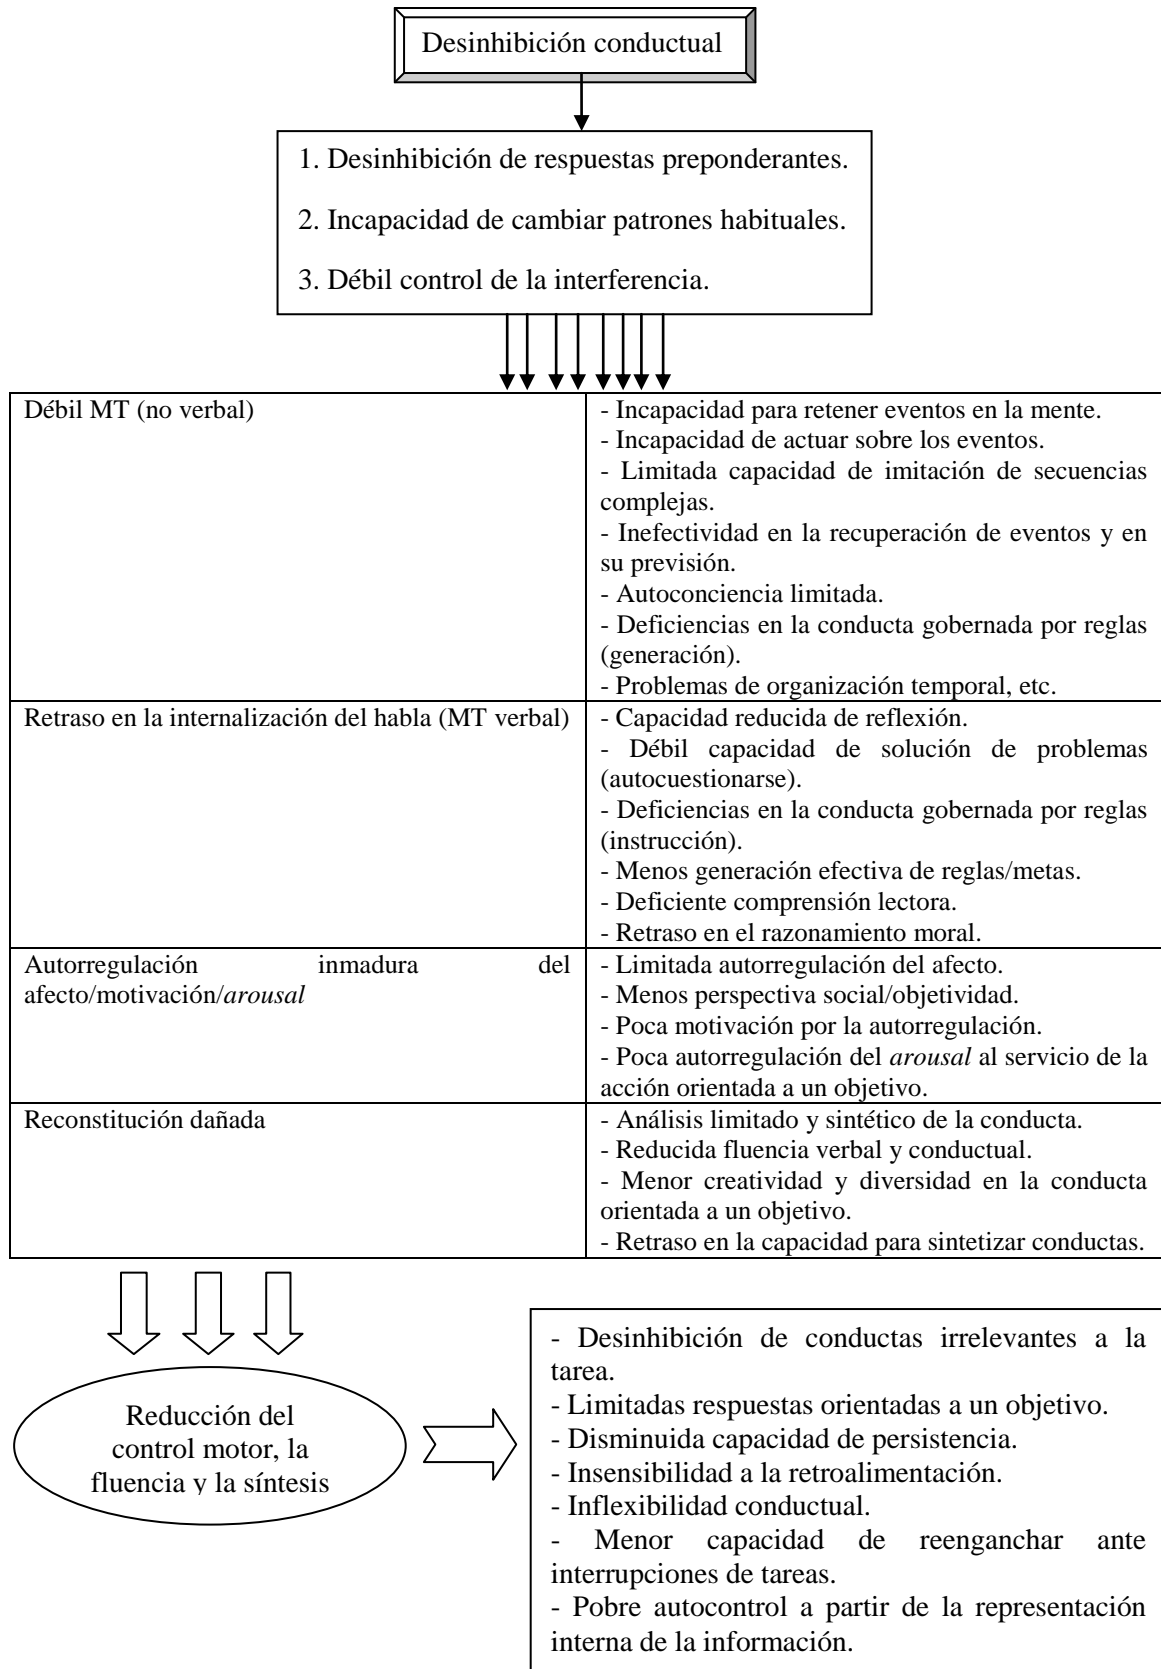 Desinhibición conductual
1. Desinhibición de respuestas preponderantes.
2. Incapacidad de cambiar patrones habituales.
3. Débil control de la interferencia.
Débil MT (no verbal)
- Incapacidad para retener eventos en la mente.
- Incapacidad de actuar sobre los eventos.
- Limitada capacidad de imitación de secuencias
complejas.
- Inefectividad en la recuperación de eventos y en
su previsión.
- Autoconciencia limitada.
- Deficiencias en la conducta gobernada por reglas
(generación).
- Problemas de organización temporal, etc.
Retraso en la internalización del habla (MT verbal)
- Capacidad reducida de reflexión.
- Débil capacidad de solución de problemas
(autocuestionarse).
- Deficiencias en la conducta gobernada por reglas
(instrucción).
- Menos generación efectiva de reglas/metas.
- Deficiente comprensión lectora.
- Retraso en el razonamiento moral.
Autorregulación inmadura del
afecto/motivación/arousal
- Limitada autorregulación del afecto.
- Menos perspectiva social/objetividad.
- Poca motivación por la autorregulación.
- Poca autorregulación del arousal al servicio de la
acción orientada a un objetivo.
Reconstitución dañada
- Análisis limitado y sintético de la conducta.
- Reducida fluencia verbal y conductual.
- Menor creatividad y diversidad en la conducta
orientada a un objetivo.
- Retraso en la capacidad para sintetizar conductas.
Reducción del
control motor, la
fluencia y la síntesis
- Desinhibición de conductas irrelevantes a la
tarea.
- Limitadas respuestas orientadas a un objetivo.
- Disminuida capacidad de persistencia.
- Insensibilidad a la retroalimentación.
- Inflexibilidad conductual.
- Menor capacidad de reenganchar ante
interrupciones de tareas.
- Pobre autocontrol a partir de la representación
interna de la información.